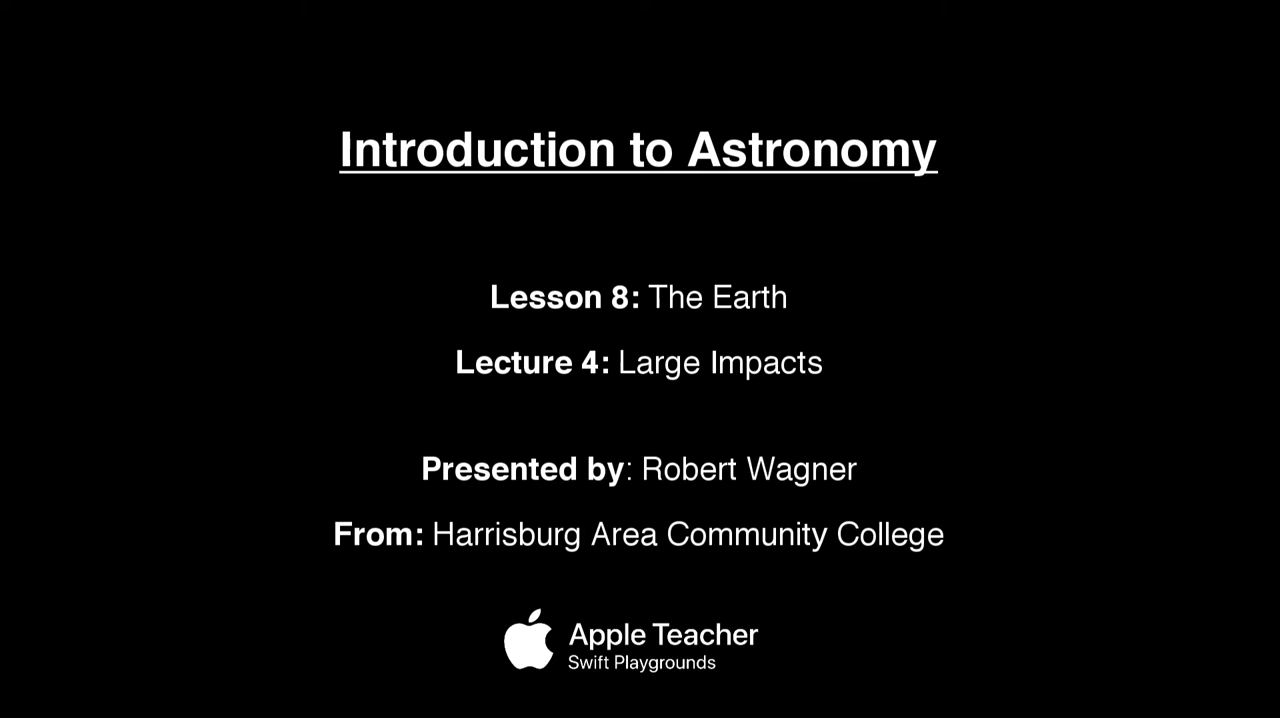 Introduction to Astronomy
Lesson 8: The Earth
Lecture 4: Large Impacts
Presented by: Robert Wagner
From: Harrisburg Area Community College
Apple Teacher
Swift Playgrounds